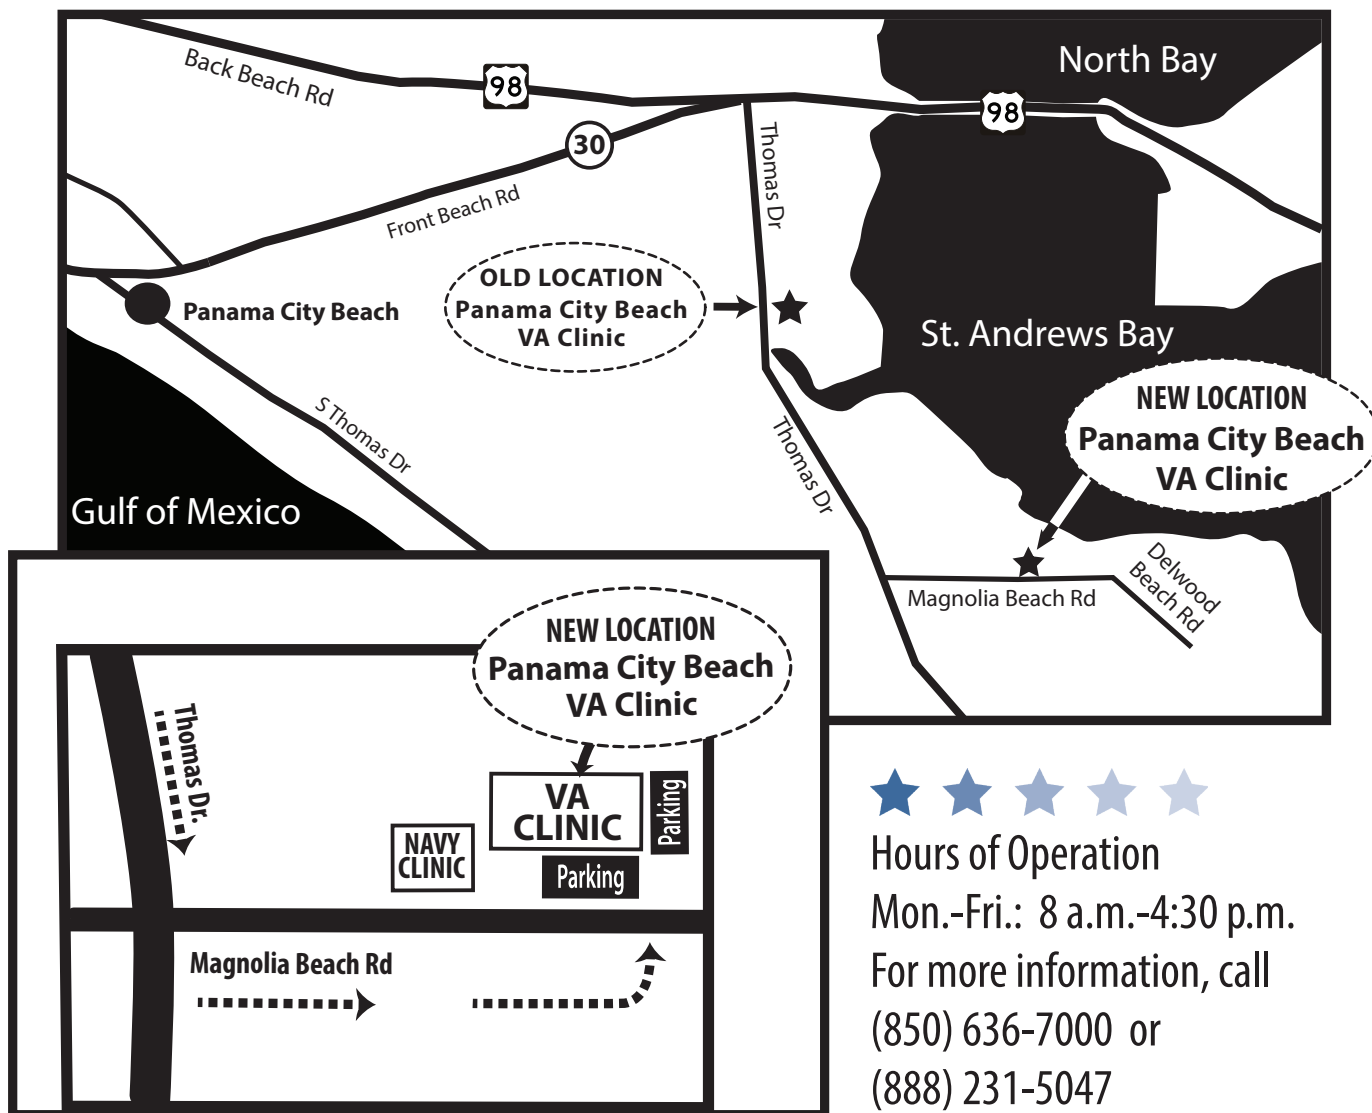 North Bay
Back Beach Rd
98
98
30
Thomas Dr
Front Beach Rd
OLD LOCATION
Panama City Beach
VA Clinic
Panama City Beach
St. Andrews Bay
NEW LOCATION
Panama City Beach
VA Clinic
S Thomas Dr
Thomas Dr
Gulf of Mexico
Delwood
Beach Rd
Magnolia Beach Rd
NEW LOCATION
Panama City Beach
VA Clinic
Thomas Dr.
VA
CLINIC
Parking
NAVY
CLINIC
Parking
Magnolia Beach Rd
Hours of Operation
Mon.-Fri.: 8 a.m.-4:30 p.m.
For more information, call
(850) 636-7000 or
(888) 231-5047